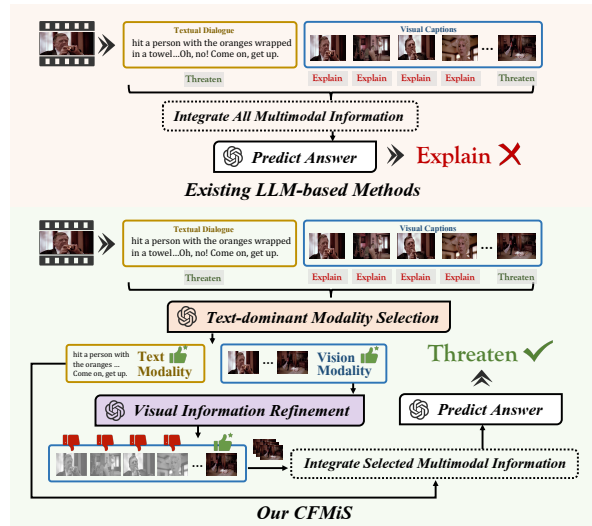 Textual Dialogue
hit a person with the oranges wrapped
in a towel...Oh, no! Come on, get up.
Visual Captions
...
Threaten
Explain
Explain
Explain
Explain
Threaten
Integrate All Multimodal Information
Predict Answer
Explain
Existing LLM-based Methods
Textual Dialogue
hit a person with the oranges wrapped
in a towel...Oh, no! Come on, get up.
Visual Captions
...
Threaten
Explain
Explain
Explain
Explain
Threaten
Text-dominant Modality Selection
hit a person with
the oranges ...
Come on, get up.
Text
Modality
...
Vision
Modality
Threaten
Visual Information Refinement
Predict Answer
...
Integrate Selected Multimodal Information
Our CFMiS